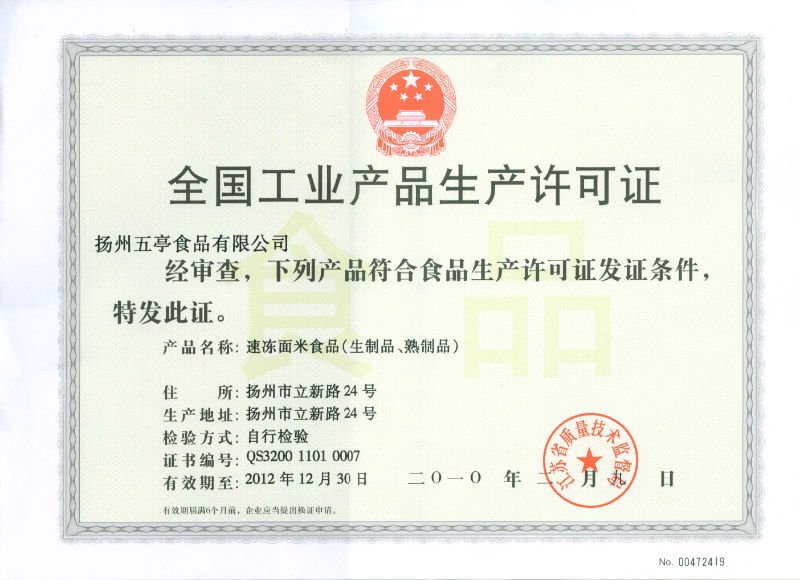 全国工业产品生产许可证
扬州五亭食品有限公司
经审查，下列产品符合食品生产许可证发证条件，
特发此证。
产品名称：速冻面米食品（生制品、熟制品）
住 所：扬州市立新路24号
生产地址：扬州市立新路24号
检验方式：自行检验
证书编号：QS3200 1101 0007
有效期至：2012年12月30日
二〇一〇 年 二 月 九 日
江苏省质量技术监督局
有效期届满6个月前，企业应当提出换证申请。
No. 00472419
食品